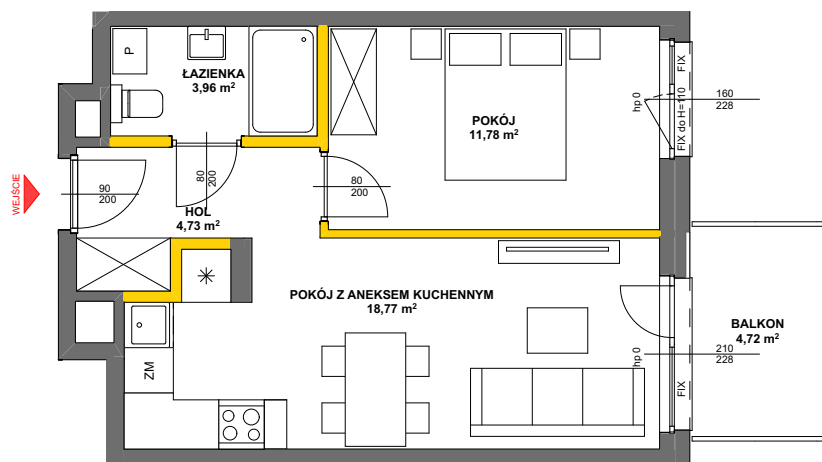 P
ŁAZIENKA
3,96 m²
POKÓJ
11,78 m²
hp 0
FIX
FIX do H=110
160
228
WEJŚCIE
90
200
80
200
80
200
HOL
4,73 m²
POKÓJ Z ANEKSEM KUCHENNYM
18,77 m²
ZM
hp 0
FIX
210
228
BALKON
4,72 m²